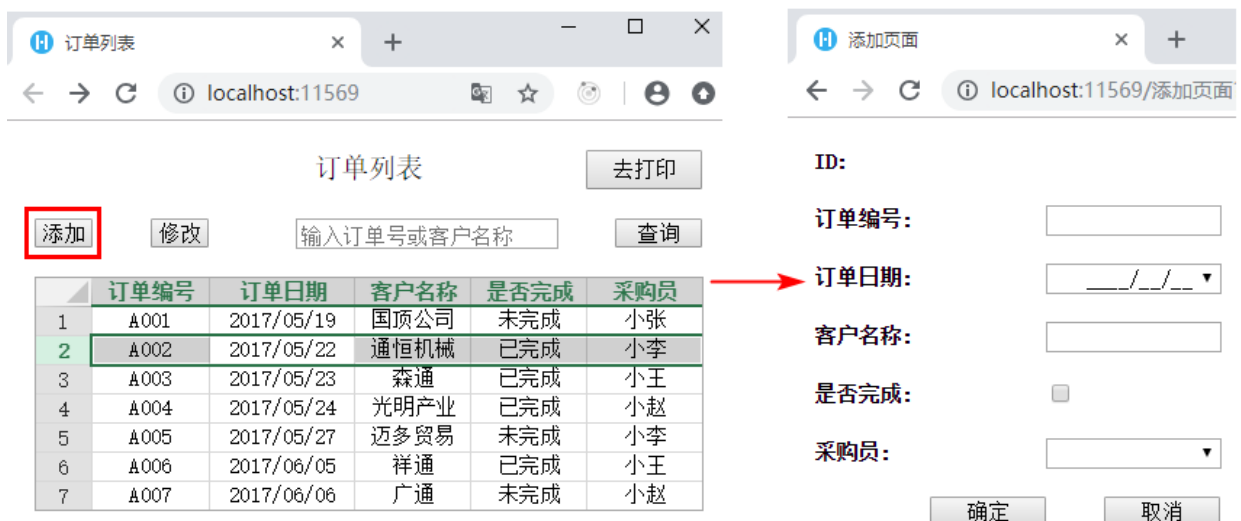 订单列表
localhost:11569
订单列表
去打印
添加
修改
输入订单号或客户名称
查询
订单编号 订单日期 客户名称 是否完成 采购员
1 A001 2017/05/19 国顶公司 未完成 小张
2 A002 2017/05/22 通恒机械 已完成 小李
3 A003 2017/05/23 森通 已完成 小王
4 A004 2017/05/24 光明产业 已完成 小赵
5 A005 2017/05/27 迈多贸易 未完成 小李
6 A006 2017/06/05 祥通 已完成 小王
7 A007 2017/06/06 广通 未完成 小赵
添加页面
localhost:11569/添加页面
ID:
订单编号:
订单日期:
____/__/__
客户名称:
是否完成:
采购员:
确定
取消